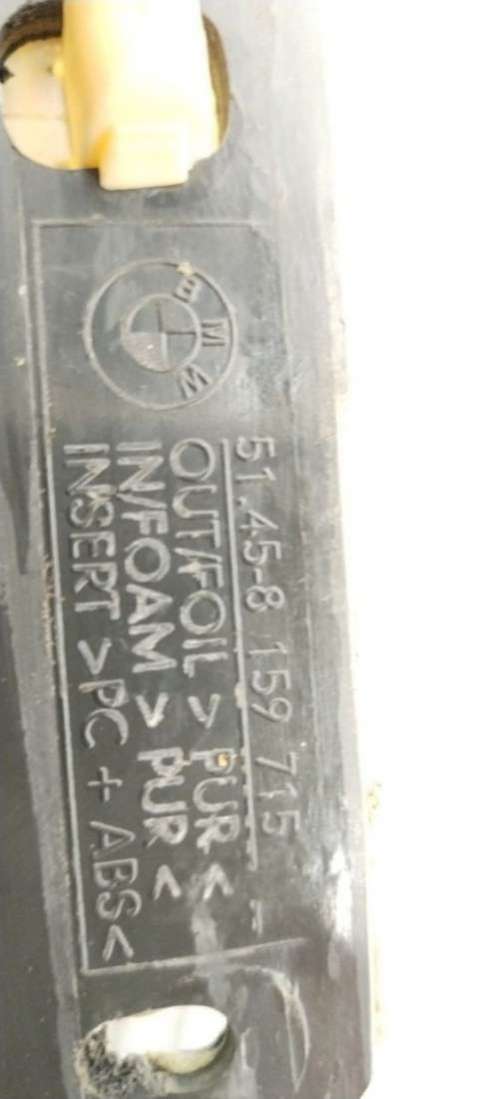 BMW
51.45-8 159 715
OUT/FOIL > PUR <
IN/FOAM > PUR <
INSERT >PC + ABS<